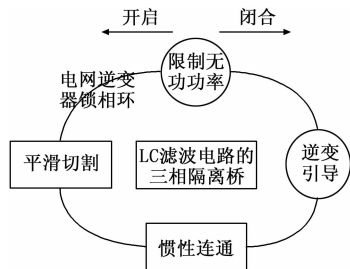 开启
闭合
限制无
功功率
电网逆变
器锁相环
平滑切割
LC滤波电路的
三相隔离桥
逆变
引导
惯性连通